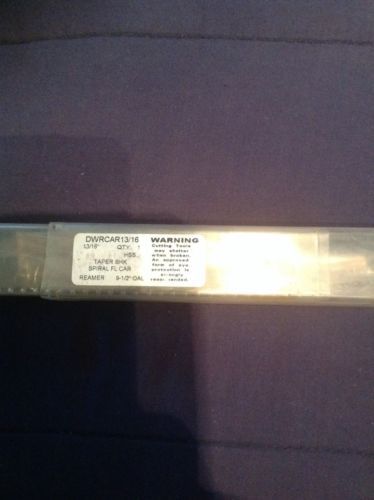 DWRCAR13/16
13/16" QTY: 1
HSS
TAPER SHK
SPIRAL FL CAR
REAMER 9-1/2" OAL
WARNING
Cutting Tools
may shatter
when broken.
An approved
form of eye
protection is
recommended.